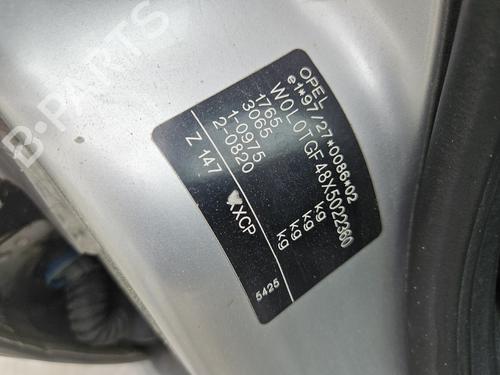 OPEL
e1*97/27*0086*02
W0L0TGF48X5022360
1765 kg
3065 kg
1-0975 kg
2-0820 kg
Z 147 XCP
5425
B-PARTS